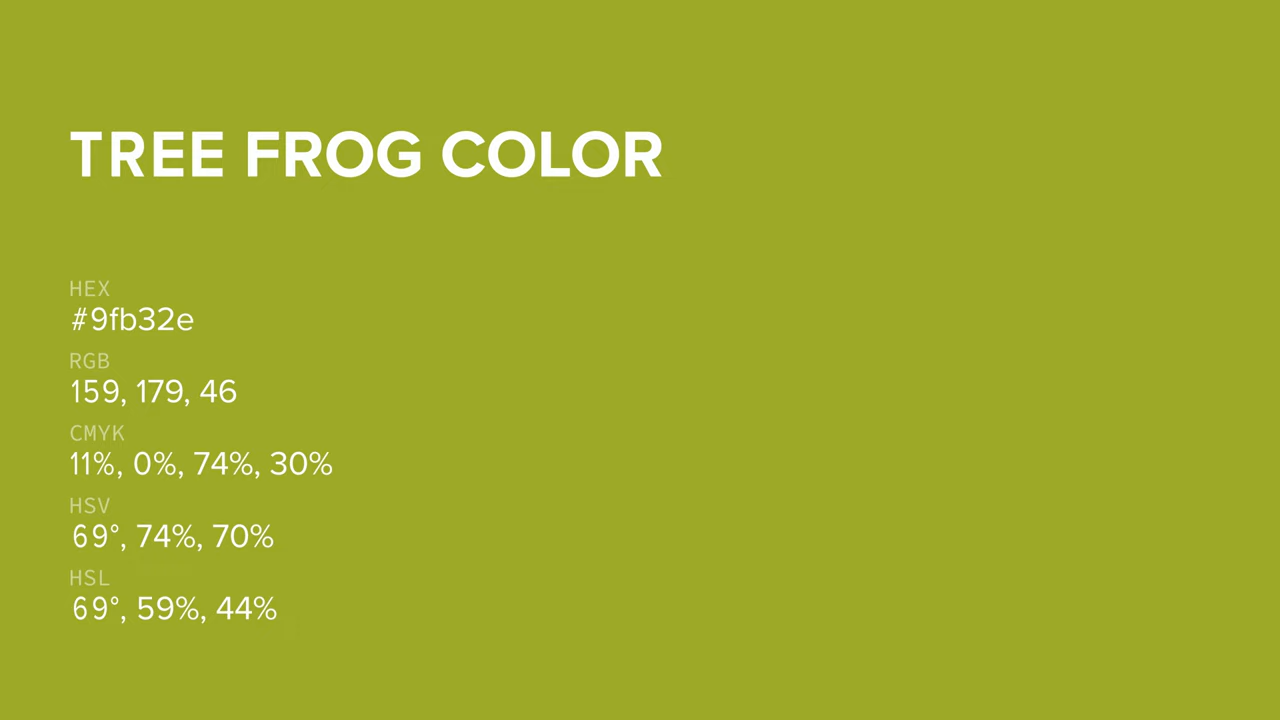 TREE FROG COLOR
HEX
#9fb32e
RGB
159, 179, 46
CMYK
11%, 0%, 74%, 30%
HSV
69°, 74%, 70%
HSL
69°, 59%, 44%